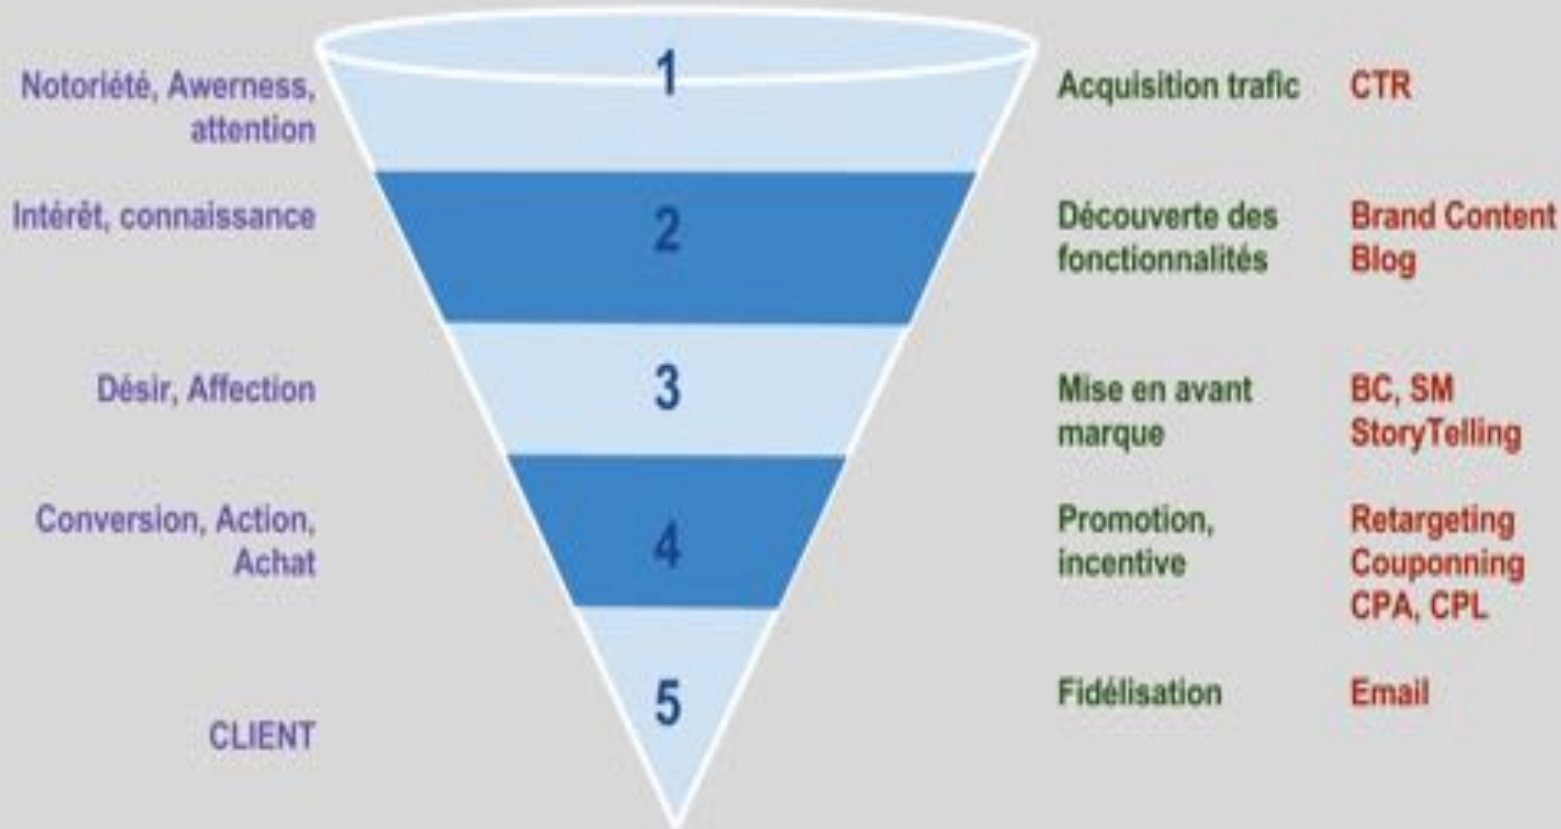 Notoriété, Awerness,
attention
1
Acquisition trafic
CTR
Intérêt, connaissance
2
Découverte des
fonctionnalités
Brand Content
Blog
Désir, Affection
3
Mise en avant
marque
BC, SM
StoryTelling
Conversion, Action,
Achat
4
Promotion,
incentive
Retargeting
Couponning
CPA, CPL
CLIENT
5
Fidélisation
Email